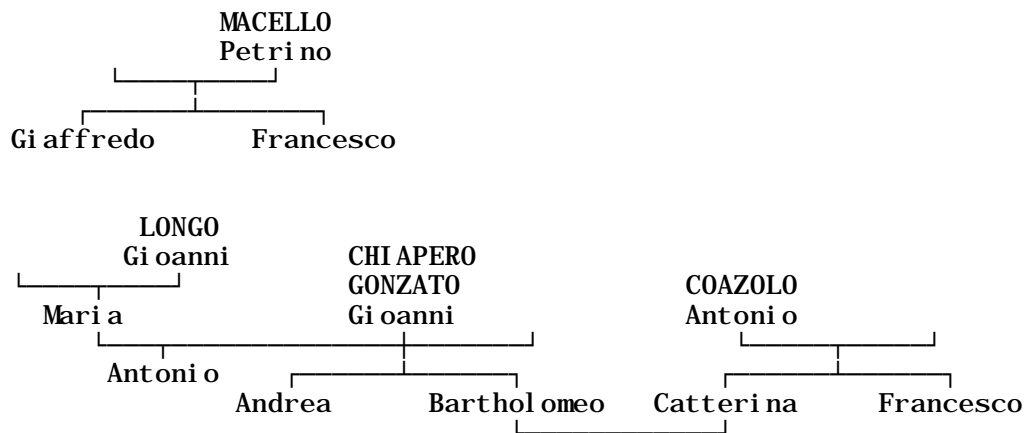 MACELLO
Petrino
Giaffredo Francesco
LONGO
Gioanni CHIAPERO
GONZATO COAZOLO
Maria Gioanni Antonio
Antonio
Andrea Bartholomeo Catterina Francesco